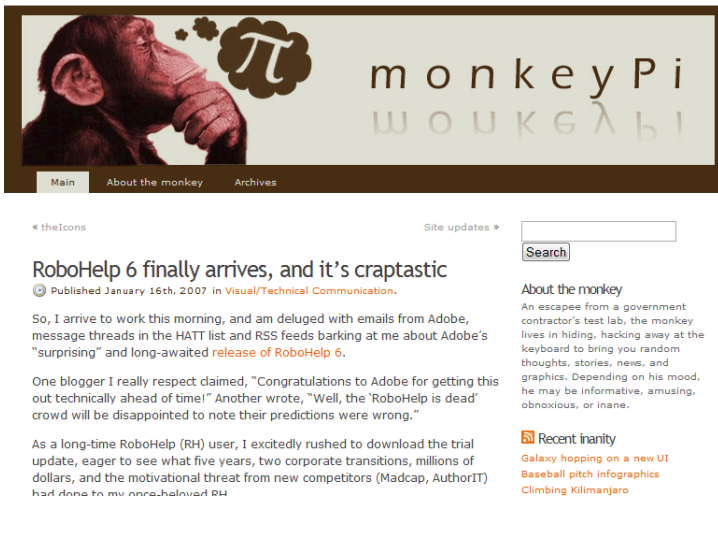 π
monkeyPi
Main About the monkey Archives
« theIcons Site updates »
RoboHelp 6 finally arrives, and it's craptastic
Published January 16th, 2007 in Visual/Technical Communication.
So, I arrive to work this morning, and am deluged with emails from Adobe,
message threads in the HATT list and RSS feeds barking at me about Adobe's
"surprising" and long-awaited release of RoboHelp 6.
One blogger I really respect claimed, "Congratulations to Adobe for getting this
out technically ahead of time!" Another wrote, "Well, the 'RoboHelp is dead'
crowd will be disappointed to note their predictions were wrong."
As a long-time RoboHelp (RH) user, I excitedly rushed to download the trial
update, eager to see what five years, two corporate transitions, millions of
dollars, and the motivational threat from new competitors (Madcap, AuthorIT)
had done to my once-beloved RH.
Search
About the monkey
An escapee from a government
contractor's test lab, the monkey
lives in hiding, hacking away at the
keyboard to bring you random
thoughts, stories, news, and
graphics. Depending on his mood,
he may be informative, amusing,
obnoxious, or inane.
Recent inanity
Galaxy hopping on a new UI
Baseball pitch infographics
Climbing Kilimanjaro